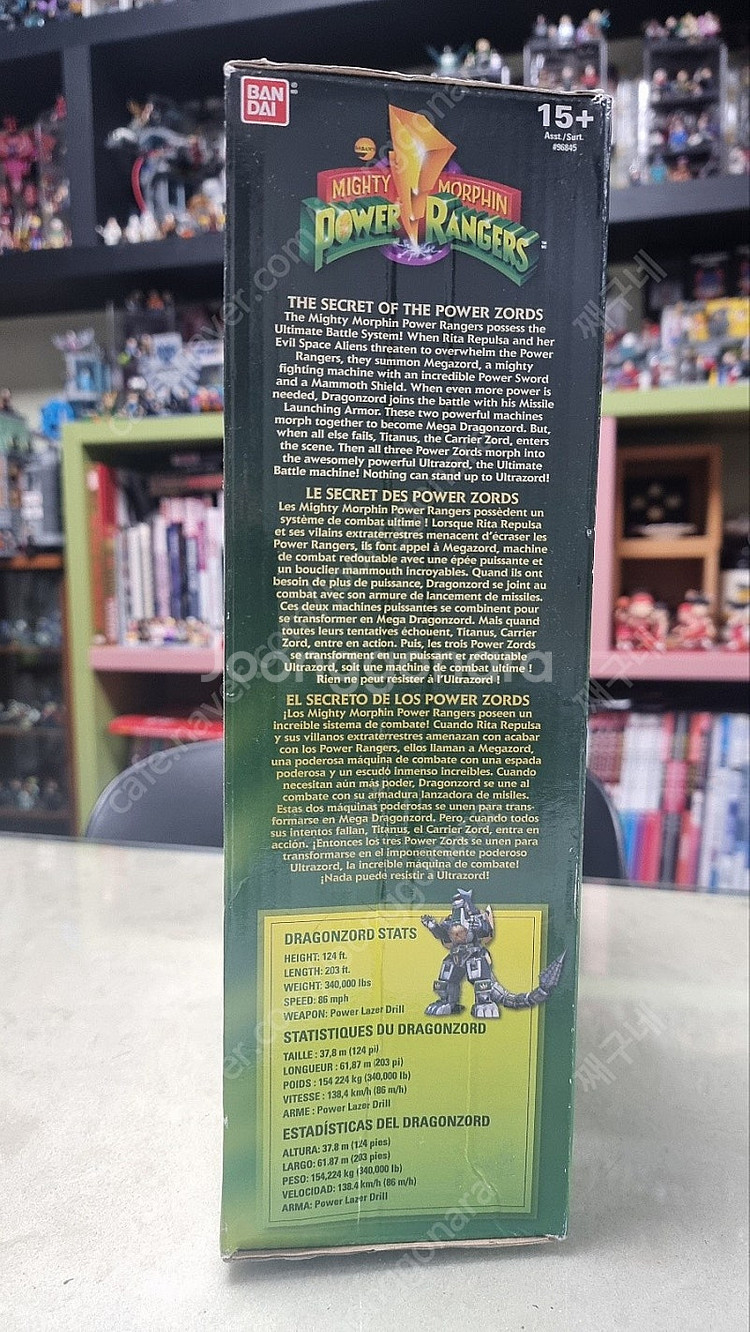 BAN
DAI
15+
Asst./Surt.
#96845
MIGHTY MORPHIN
POWER RANGERS
THE SECRET OF THE POWER ZORDS
The Mighty Morphin Power Rangers possess the
Ultimate Battle System! When Rita Repulsa and her
Evil Space Aliens threaten to overwhelm the Power
Rangers, they summon Megazord, a mighty
fighting machine with an incredible Power Sword
and a Mammoth Shield. When even more power is
needed, Dragonzord joins the battle with his Missile
Launching Armor. These two powerful machines
morph together to become Mega Dragonzord. But,
when all else fails, Titanus, the Carrier Zord, enters
the scene. Then all three Power Zords morph into
the awesomely powerful Ultrazord, the Ultimate
Battle machine! Nothing can stand up to Ultrazord!
LE SECRET DES POWER ZORDS
Les Mighty Morphin Power Rangers possèdent un
système de combat ultime ! Lorsque Rita Repulsa
et ses vilains extraterrestres menacent d'écraser les
Power Rangers, ils font appel à Megazord, machine
de combat redoutable avec une épée puissante et
un bouclier mammouth incroyables. Quand ils ont
besoin de plus de puissance, Dragonzord se joint au
combat avec son armure de lancement de missiles.
Ces deux machines puissantes se combinent pour
se transformer en Mega Dragonzord. Mais quand
toutes leurs tentatives échouent, Titanus, Carrier
Zord, entre en action. Puis, les trois Power Zords
se transforment en un puissant et redoutable
Ultrazord, soit une machine de combat ultime !
Rien ne peut résister à l'Ultrazord !
EL SECRETO DE LOS POWER ZORDS
¡Los Mighty Morphin Power Rangers poseen un
increíble sistema de combate! Cuando Rita Repulsa
y sus villanos extraterrestres amenazan con acabar
con los Power Rangers, ellos llaman a Megazord,
una poderosa máquina de combate con una espada
poderosa y un escudo inmenso increíbles. Cuando
necesitan aún más poder, Dragonzord se une al
combate con su armadura lanzadora de misiles.
Estas dos máquinas poderosas se unen para trans-
formarse en Mega Dragonzord. Pero, cuando todos
sus intentos fallan, Titanus, el Carrier Zord, entra en
acción. ¡Entonces los tres Power Zords se unen para
transformarse en el imponentemente poderoso
Ultrazord, la increíble máquina de combate!
¡Nada puede resistir a Ultrazord!
DRAGONZORD STATS
HEIGHT: 124 ft.
LENGTH: 203 ft.
WEIGHT: 340,000 lbs
SPEED: 86 mph
WEAPON: Power Lazer Drill
STATISTIQUES DU DRAGONZORD
TAILLE : 37,8 m (124 pi)
LONGUEUR : 61,87 m (203 pi)
POIDS : 154 224 kg (340,000 lb)
VITESSE : 138,4 km/h (86 m/h)
ARME : Power Lazer Drill
ESTADÍSTICAS DEL DRAGONZORD
ALTURA: 37.8 m (124 pies)
LARGO: 61.87 m (203 pies)
PESO: 154,224 kg (340,000 lb)
VELOCIDAD: 138.4 km/h (86 m/h)
ARMA: Power Lazer Drill
Joonggonara
째구네
째구네
째구네